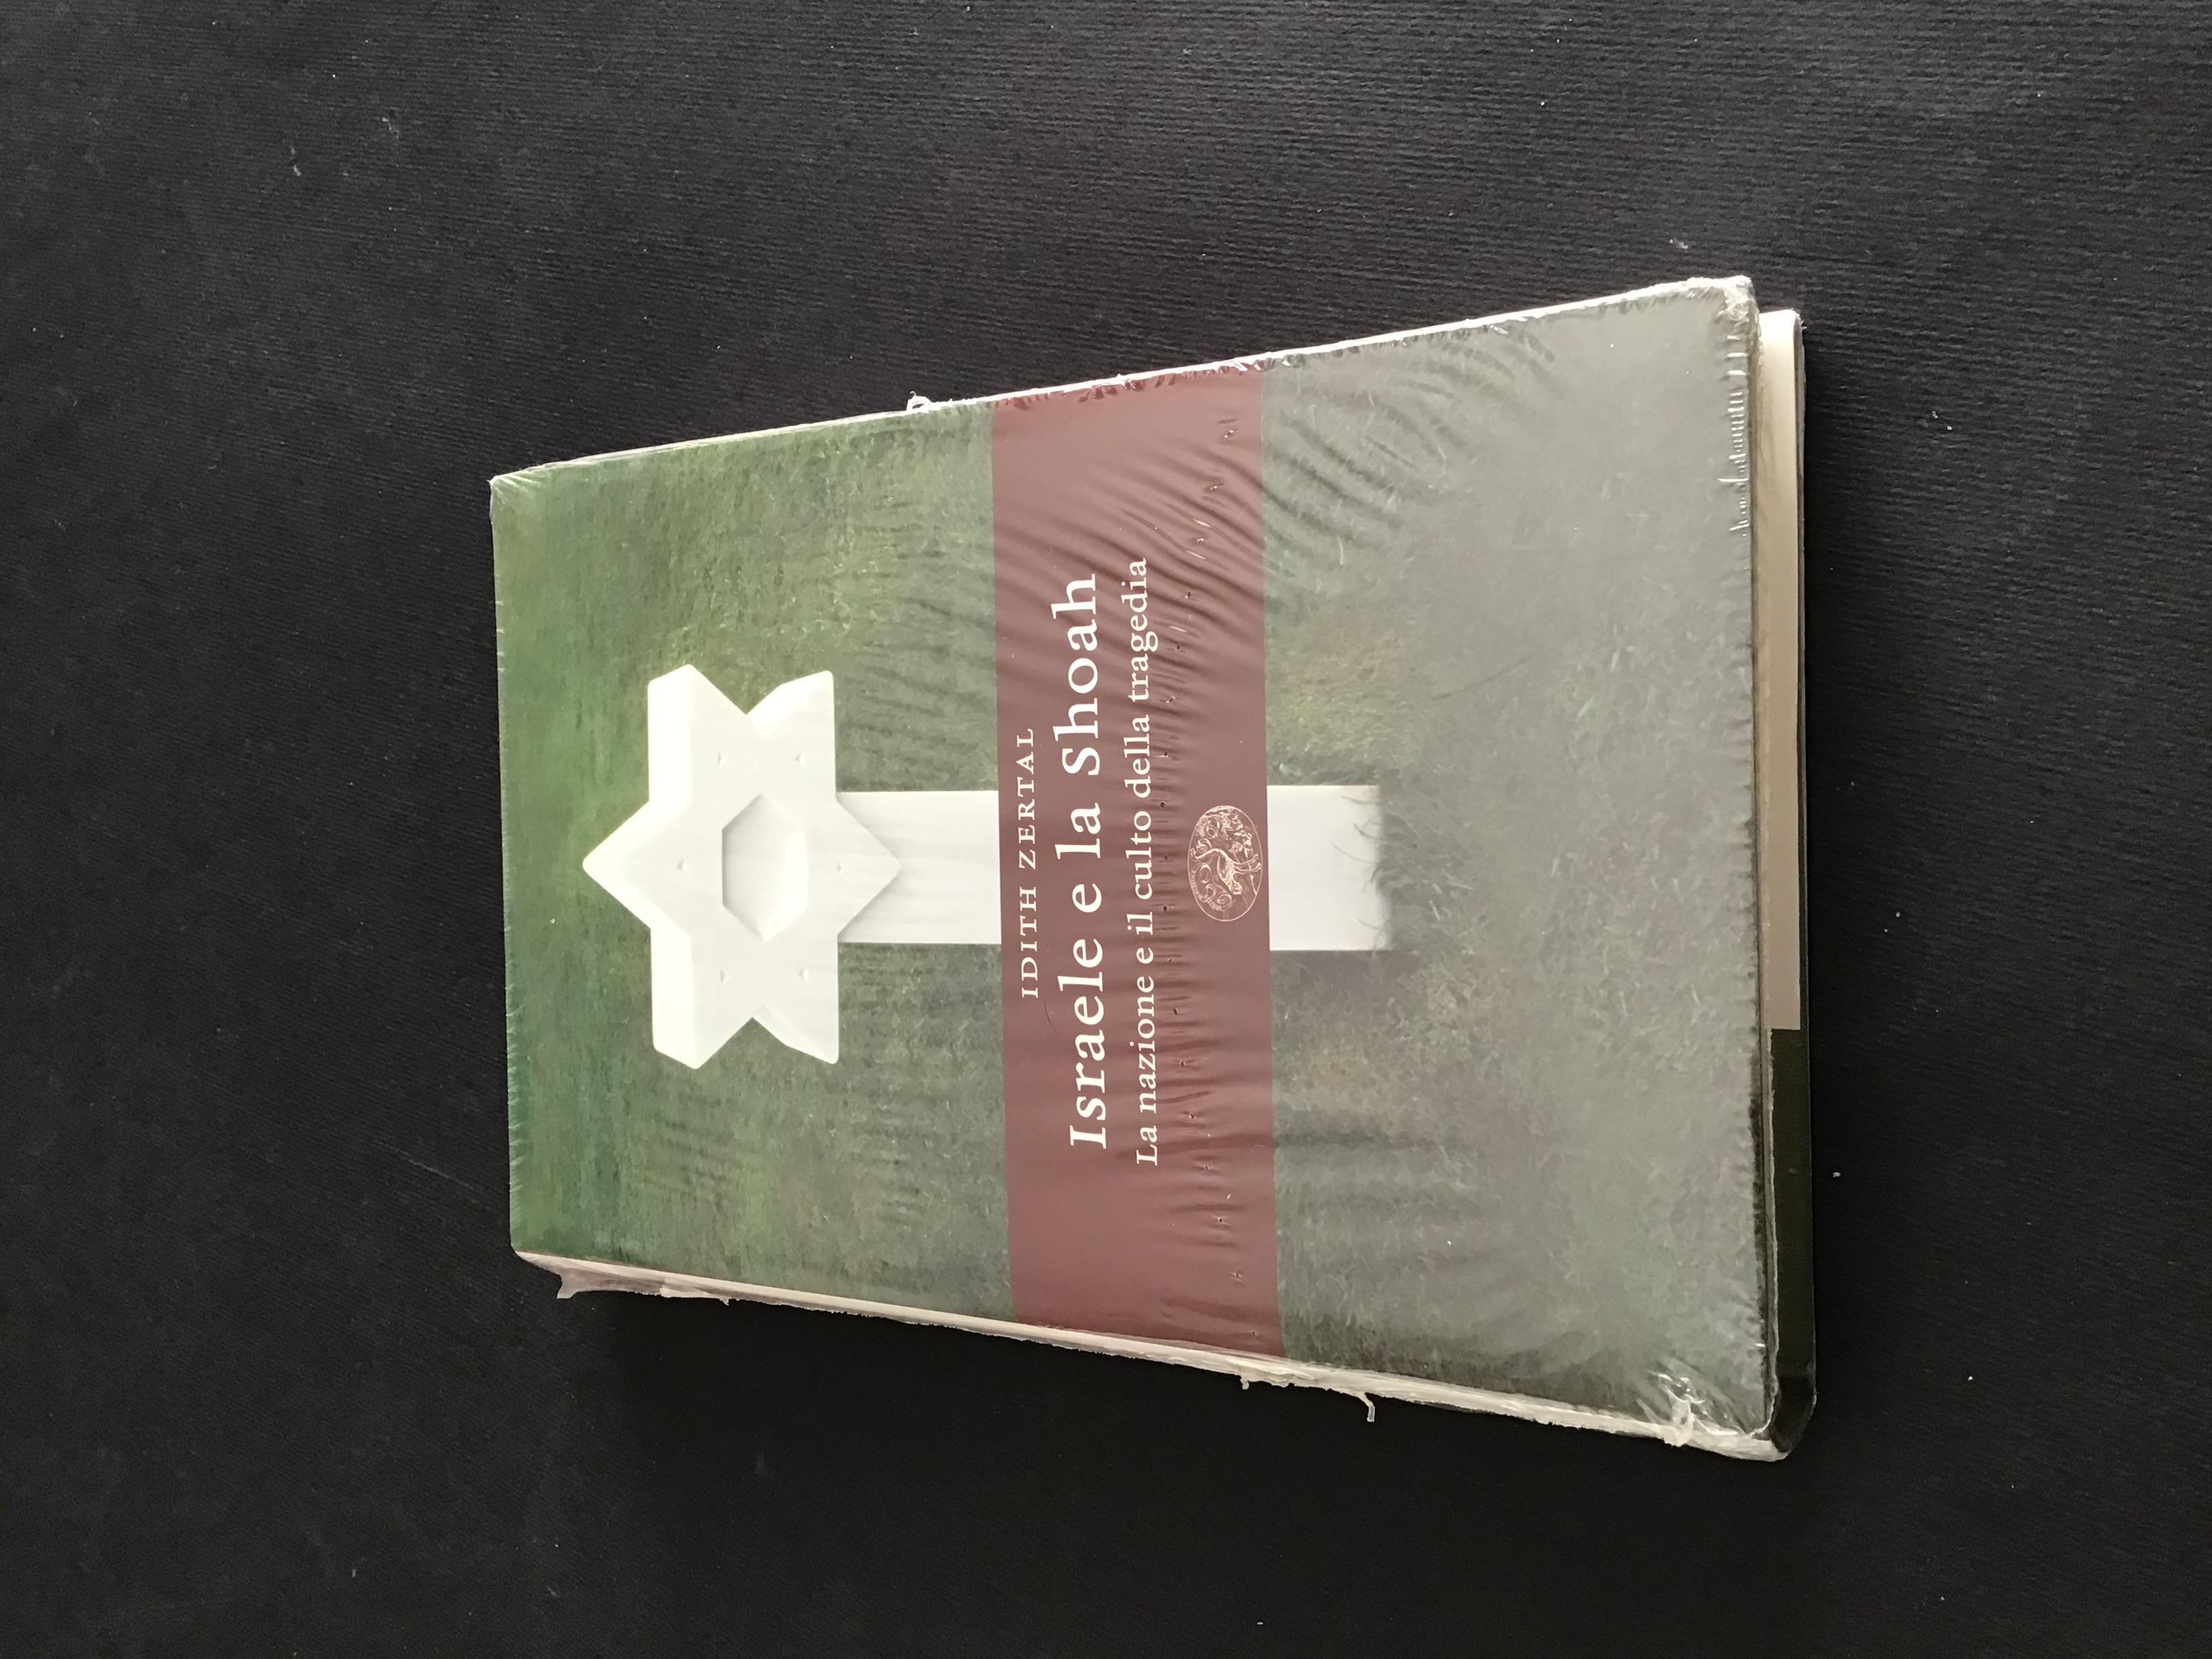 IDITH ZERTAL
Israele e la Shoah
La nazione e il culto della tragedia